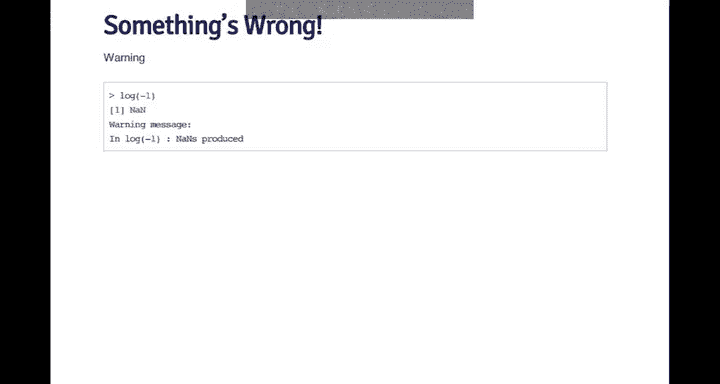 Something's Wrong!
Warning
> log(-1)
[1] NaN
Warning message:
In log(-1) : NaNs produced